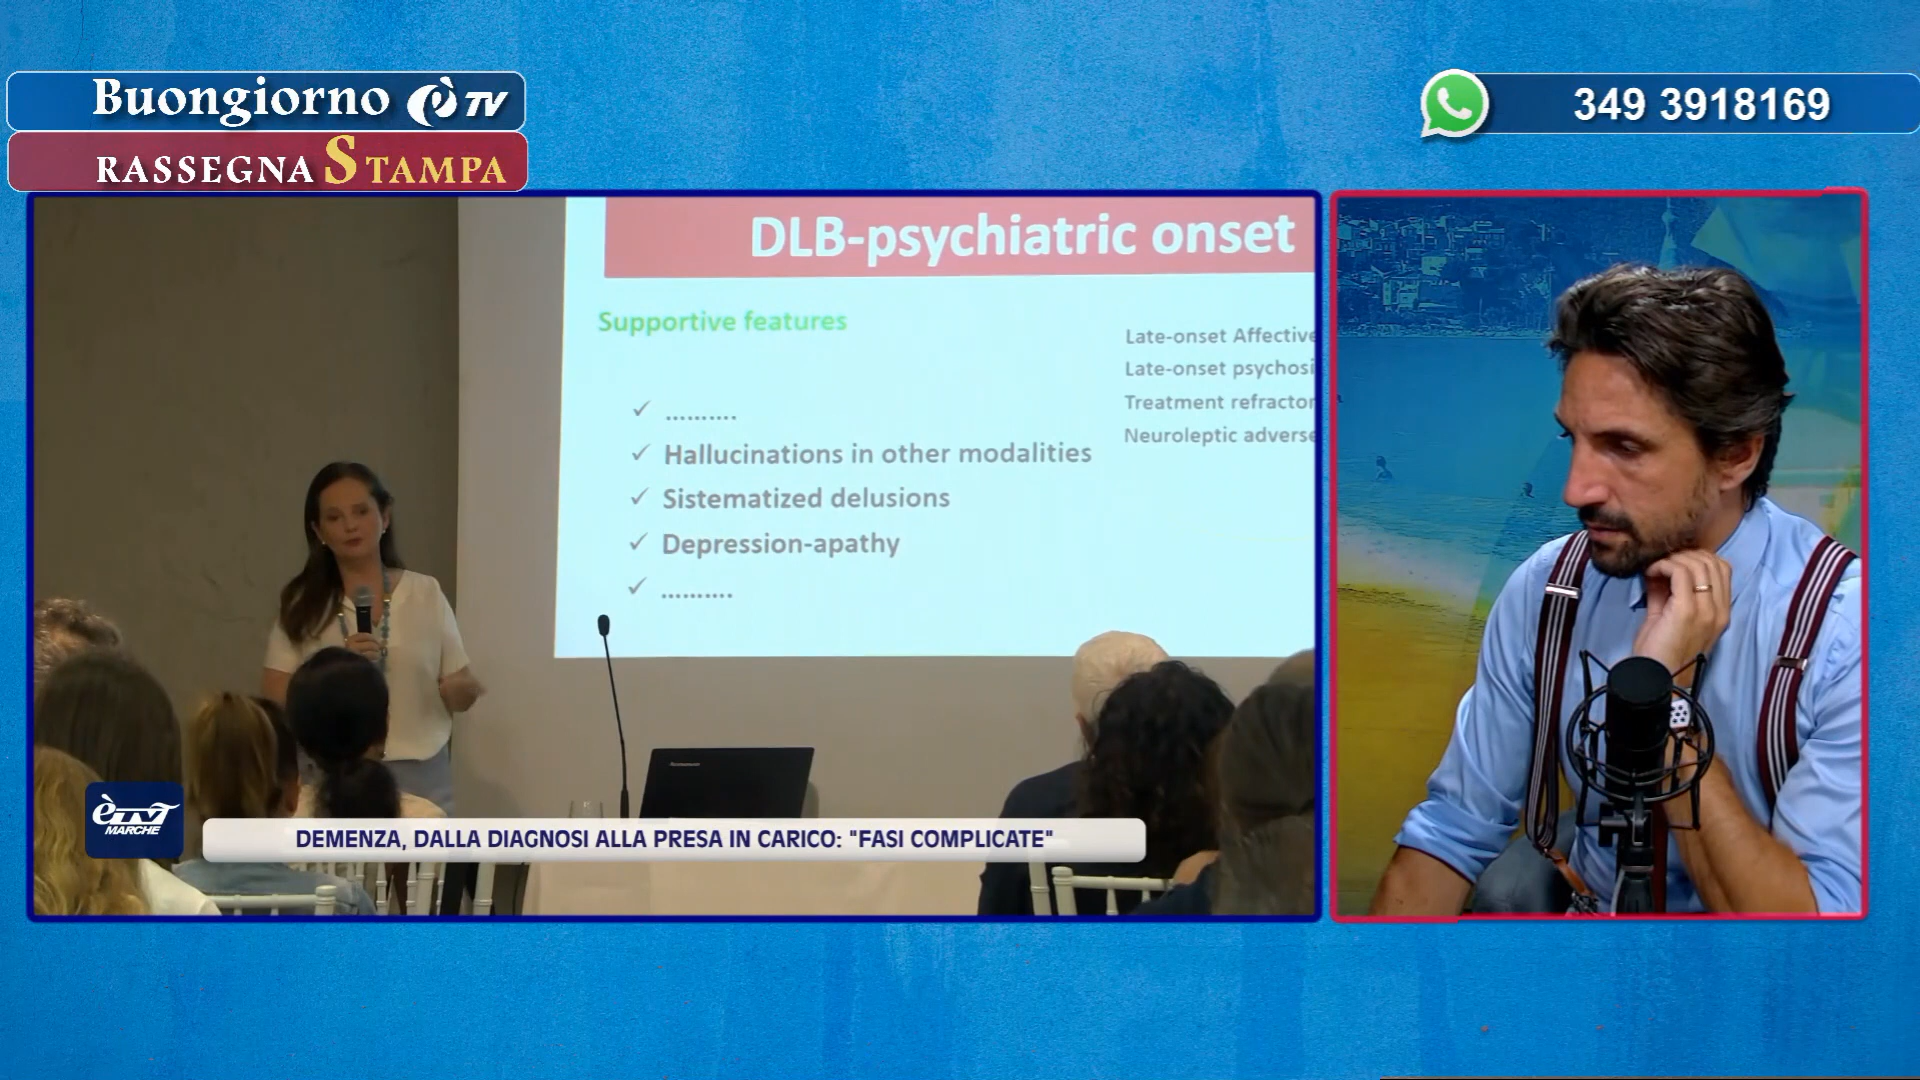 Buongiorno è TV
RASSEGNA STAMPA
349 3918169
DLB-psychiatric onset
Supportive features
..........
Hallucinations in other modalities
Sistematized delusions
Depression-apathy
..........
Late-onset Affective
Late-onset psychosi
Treatment refractor
Neuroleptic adverse
Lenovo
èTV
MARCHE
DEMENZA, DALLA DIAGNOSI ALLA PRESA IN CARICO: "FASI COMPLICATE"